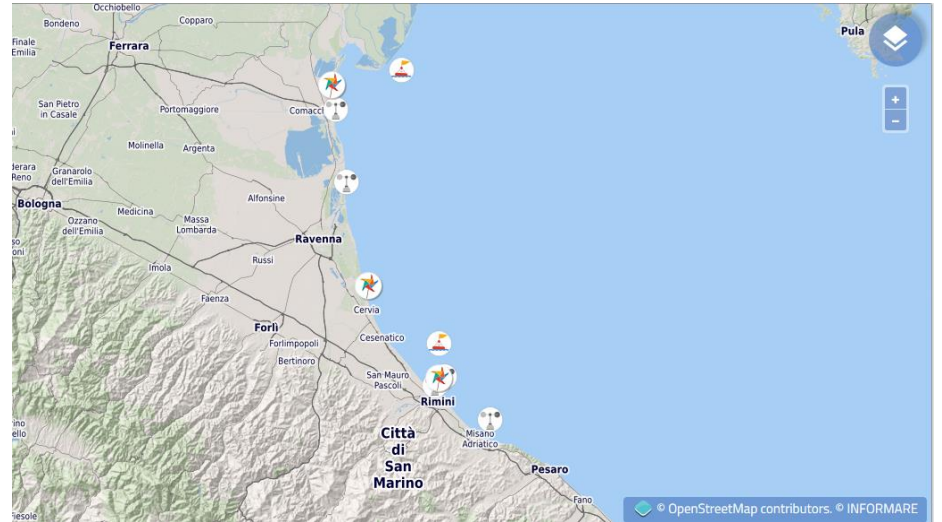 Occhiobello
Bondeno
Copparo
Finale
Emilia
Ferrara
Pula
San Pietro
in Casale
Portomaggiore
Molinella
Argenta
Granarolo
dell'Emilia
Bologna
Alfonsine
Medicina
Massa
Lombarda
Ozzano
dell'Emilia
Ravenna
Russi
Imola
Faenza
Cervia
Forlì
Forlimpopoli
Cesenatico
Bertinoro
San Mauro
Pascoli
Rimini
Misano
Adriatico
Città
di
San
Marino
Pesaro
Fano
+
−
© OpenStreetMap contributors. © INFORMARE